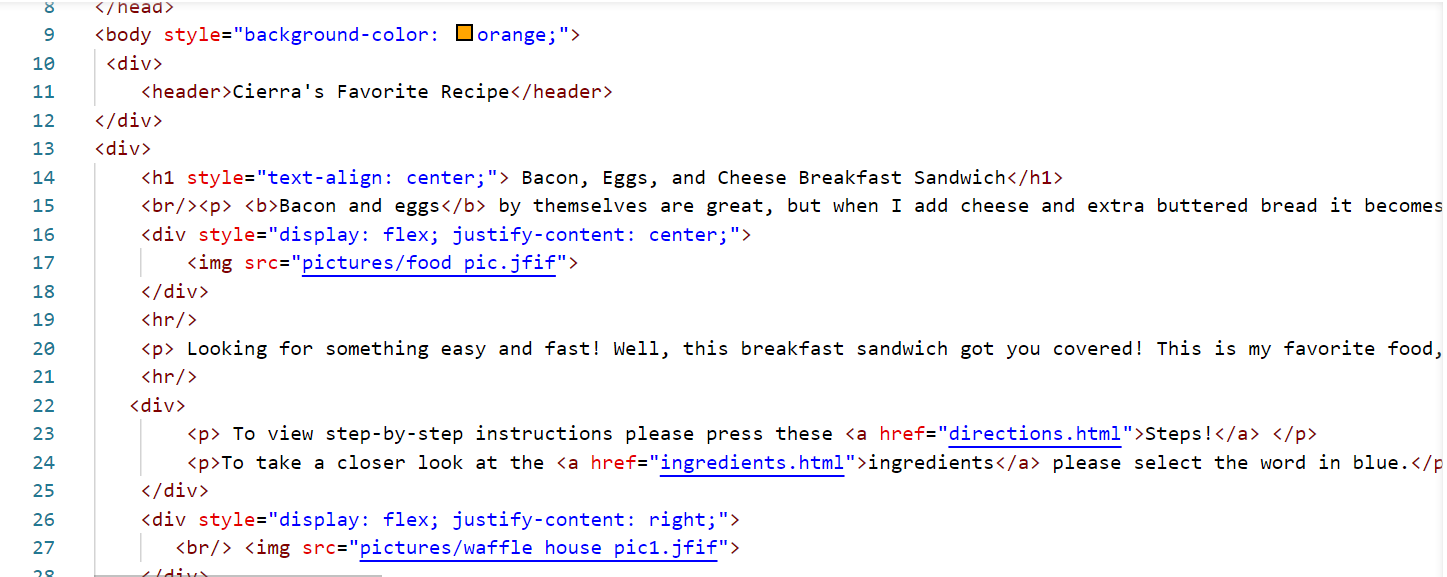 8 </head>
9 <body style="background-color: orange;">
10 <div>
11 <header>Cierra's Favorite Recipe</header>
12 </div>
13 <div>
14 <h1 style="text-align: center;"> Bacon, Eggs, and Cheese Breakfast Sandwich</h1>
15 <br/><p> <b>Bacon and eggs</b> by themselves are great, but when I add cheese and extra buttered bread it becomes
16 <div style="display: flex; justify-content: center;">
17 <img src="pictures/food pic.jfif">
18 </div>
19 <hr/>
20 <p> Looking for something easy and fast! Well, this breakfast sandwich got you covered! This is my favorite food,
21 <hr/>
22 <div>
23 <p> To view step-by-step instructions please press these <a href="directions.html">Steps!</a> </p>
24 <p>To take a closer look at the <a href="ingredients.html">ingredients</a> please select the word in blue.</p
25 </div>
26 <div style="display: flex; justify-content: right;">
27 <br/> <img src="pictures/waffle house pic1.jfif">
28 </div>